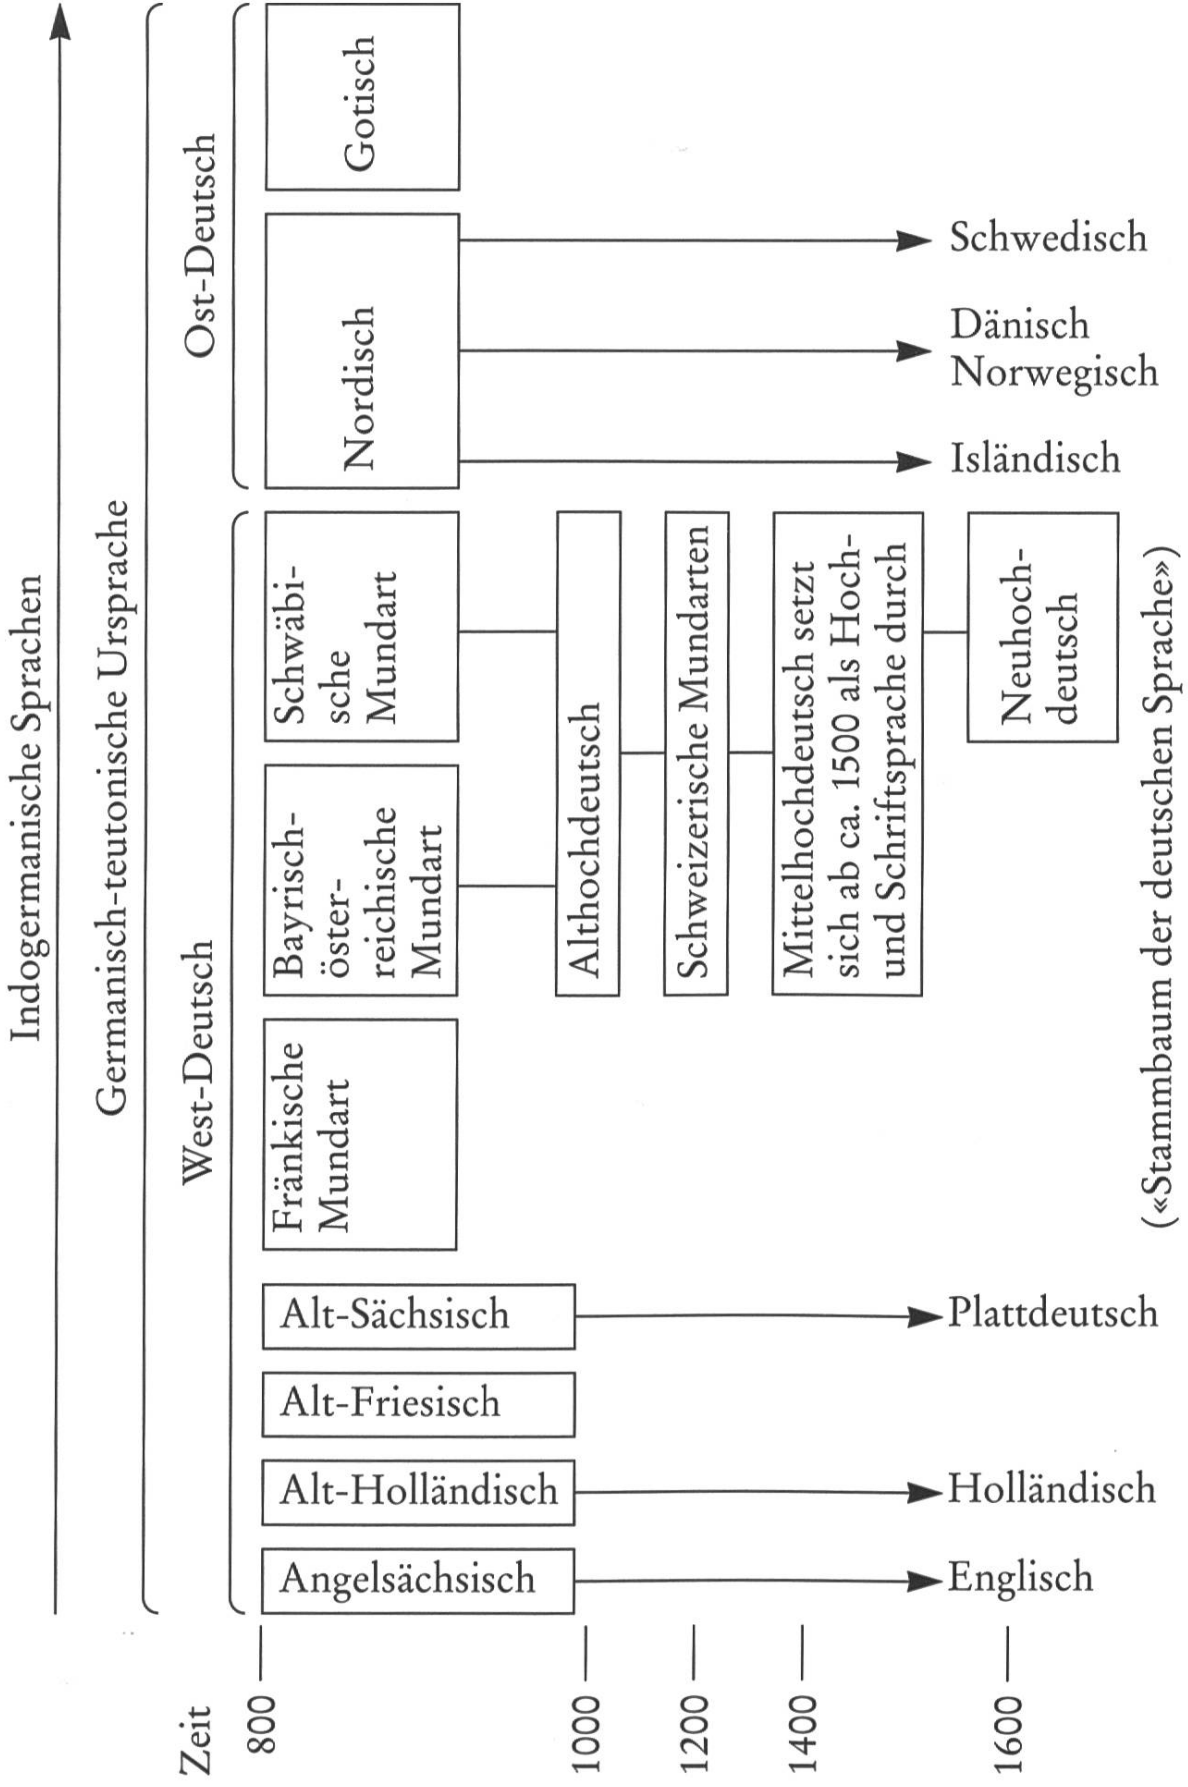 Indogermanische Sprachen
Germanisch-teutonische Ursprache
West-Deutsch
Ost-Deutsch
Zeit
800
1000
1200
1400
1600
Angelsächsisch
Alt-Holländisch
Alt-Friesisch
Alt-Sächsisch
Fränkische
Mundart
Bayrisch-
öster-
reichische
Mundart
Schwäbi-
sche
Mundart
Nordisch
Gotisch
Althochdeutsch
Schweizerische Mundarten
Mittelhochdeutsch setzt
sich ab ca. 1500 als Hoch-
und Schriftsprache durch
Neuhoch-
deutsch
Englisch
Holländisch
Plattdeutsch
Isländisch
Dänisch
Norwegisch
Schwedisch
(«Stammbaum der deutschen Sprache»)